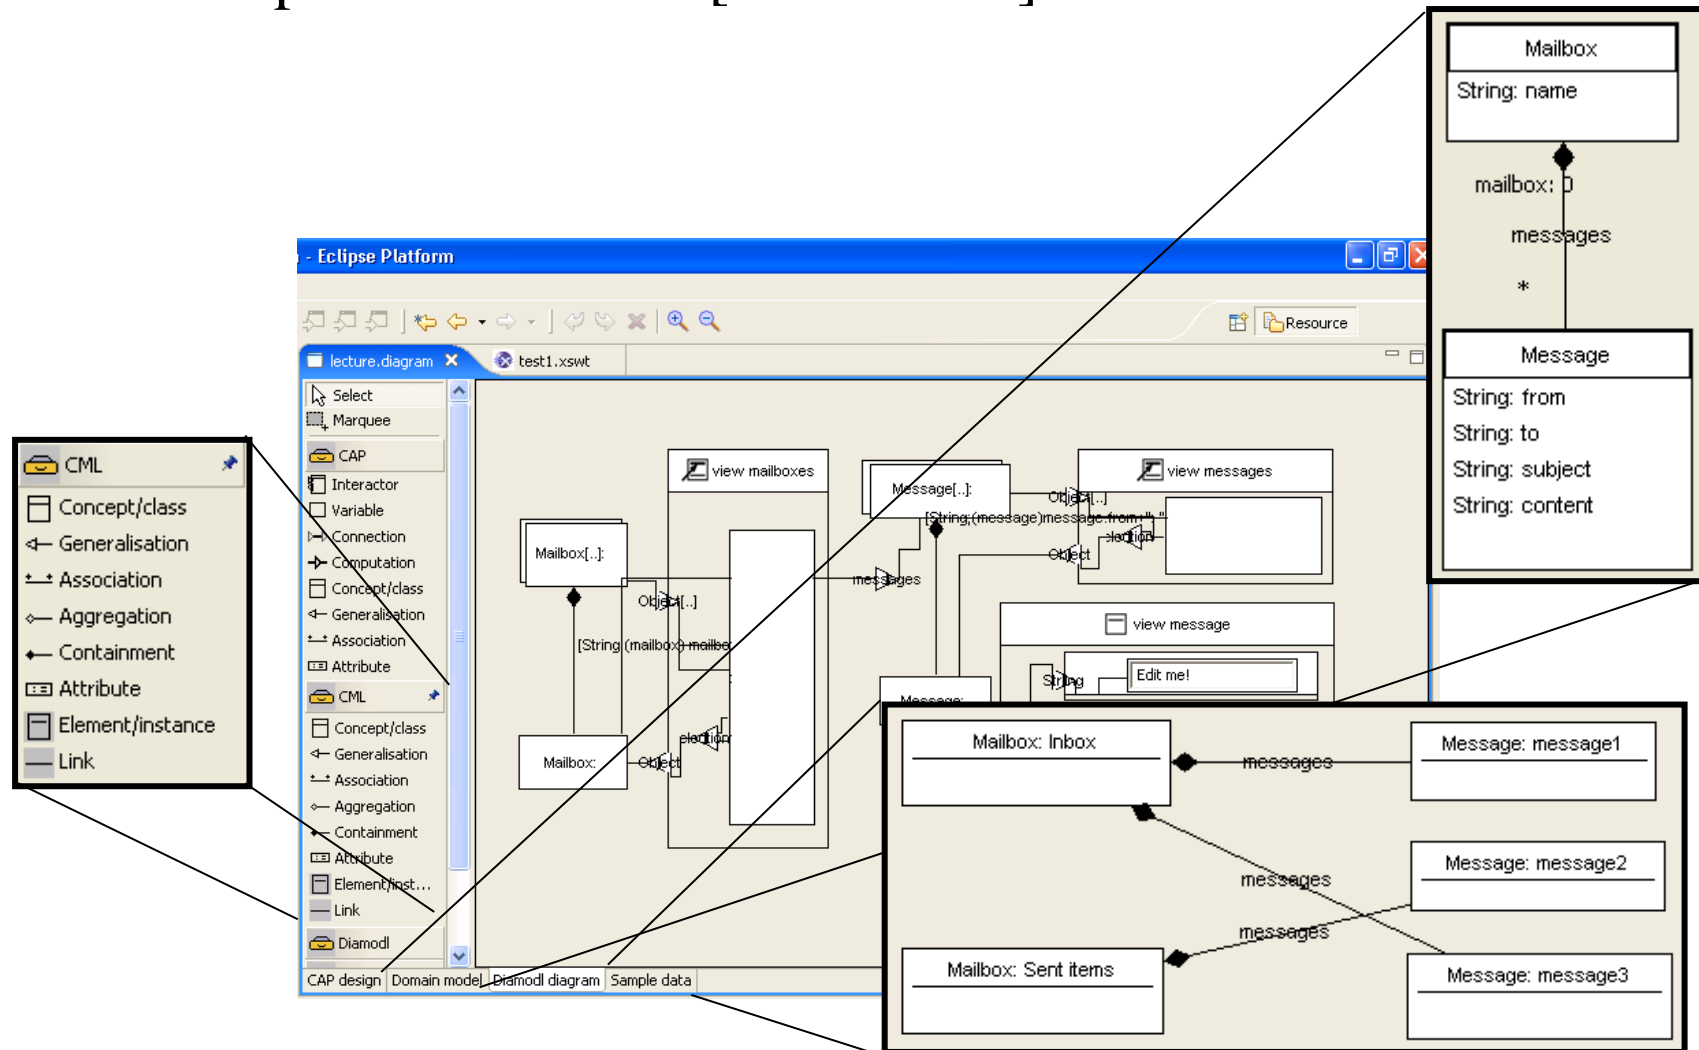 Mailbox
String: name
mailbox: 0
messages
*
Message
String: from
String: to
String: subject
String: content
- Eclipse Platform
Resource
lecture.diagram
test1.xswt
Select
Marquee
CAP
Interactor
Variable
Connection
Computation
Concept/class
Generalisation
Association
Attribute
CML
Concept/class
Generalisation
Association
Aggregation
Containment
Attribute
Element/inst...
Link
Diamodl
CML
Concept/class
Generalisation
Association
Aggregation
Containment
Attribute
Element/instance
Link
view mailboxes
Mailbox[..]:
Object[..]
[String (mailbox) mailbo
election
Mailbox:
Object
Message[..]:
messages
Message:
view messages
Object[..]
[String;(message)message.from+": "
election
Object
view message
String
Edit me!
Mailbox: Inbox
messages
Message: message1
messages
Message: message2
messages
Mailbox: Sent items
Message: message3
CAP design
Domain model
Diamodl diagram
Sample data